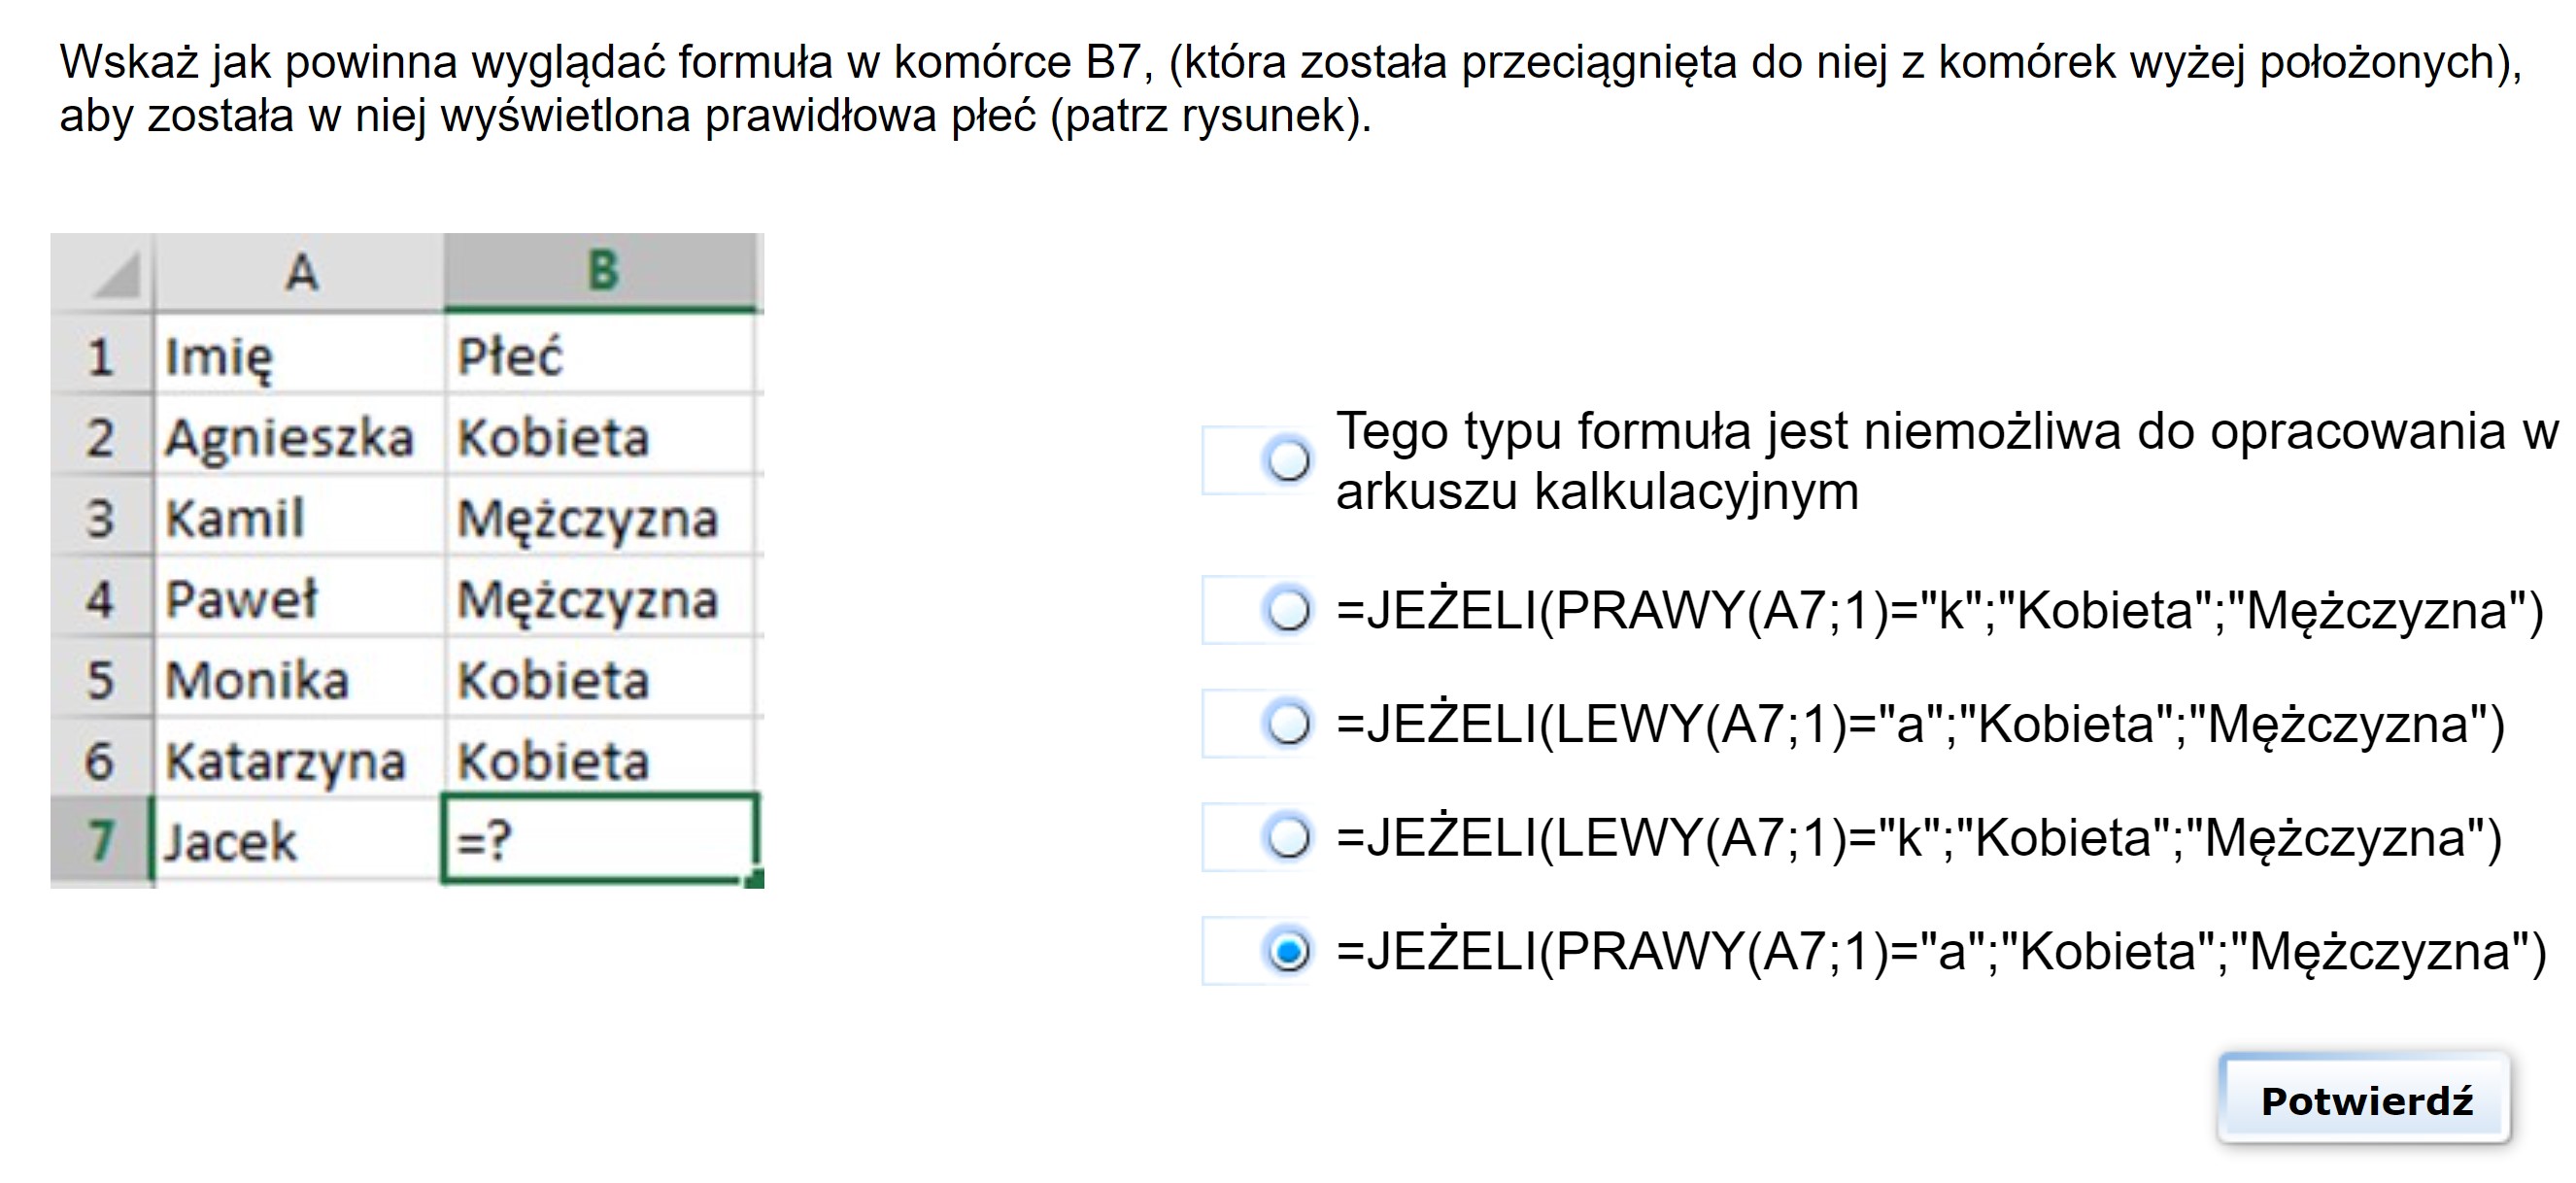 Wskaż jak powinna wyglądać formuła w komórce B7, (która została przeciągnięta do niej z komórek wyżej położonych),
aby została w niej wyświetlona prawidłowa płeć (patrz rysunek).
A B
1 Imię Płeć
2 Agnieszka Kobieta
3 Kamil Mężczyzna
4 Paweł Mężczyzna
5 Monika Kobieta
6 Katarzyna Kobieta
7 Jacek =?
Tego typu formuła jest niemożliwa do opracowania w
arkuszu kalkulacyjnym
=JEŻELI(PRAWY(A7;1)="k";"Kobieta";"Mężczyzna")
=JEŻELI(LEWY(A7;1)="a";"Kobieta";"Mężczyzna")
=JEŻELI(LEWY(A7;1)="k";"Kobieta";"Mężczyzna")
=JEŻELI(PRAWY(A7;1)="a";"Kobieta";"Mężczyzna")
Potwierdź